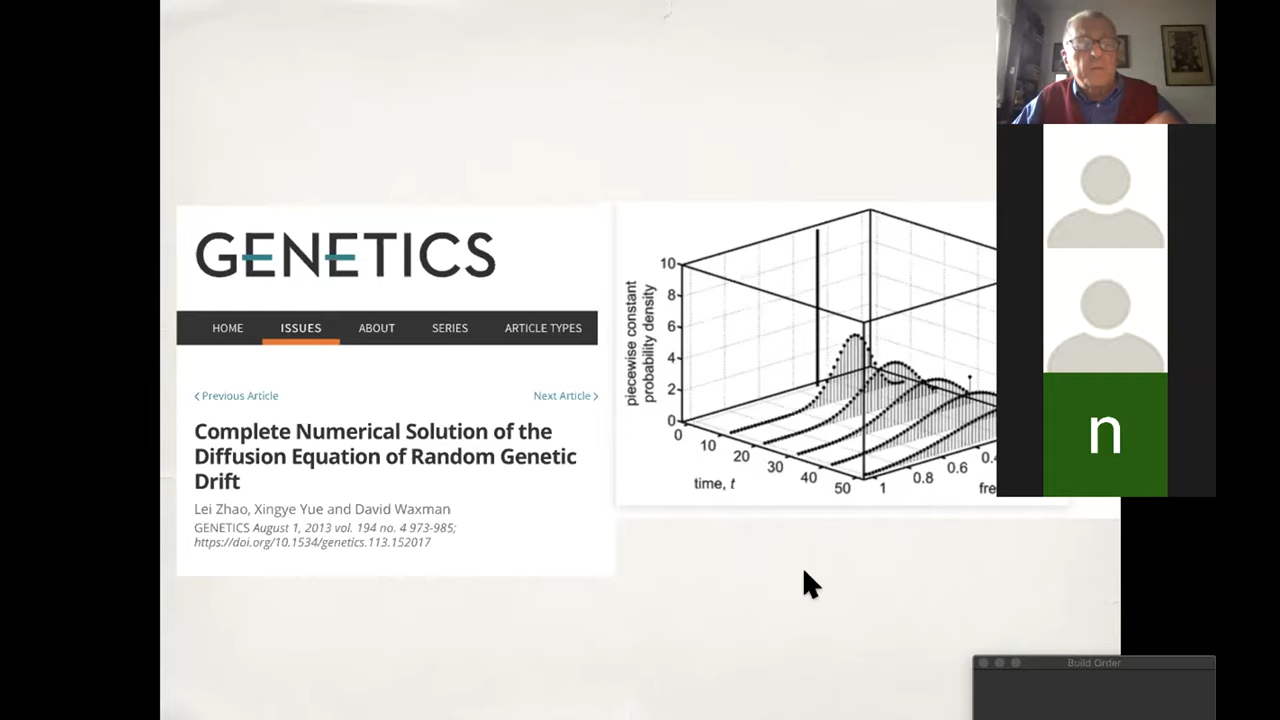 GENETICS
HOME ISSUES ABOUT SERIES ARTICLE TYPES
Previous Article Next Article
Complete Numerical Solution of the
Diffusion Equation of Random Genetic
Drift
Lei Zhao, Xingye Yue and David Waxman
GENETICS August 1, 2013 vol. 194 no. 4 973-985;
https://doi.org/10.1534/genetics.113.152017
piecewise constant
probability density
10
8
6
4
2
0
0
10
20
30
40
50
time, t
1
0.8
0.6
n
Build Order